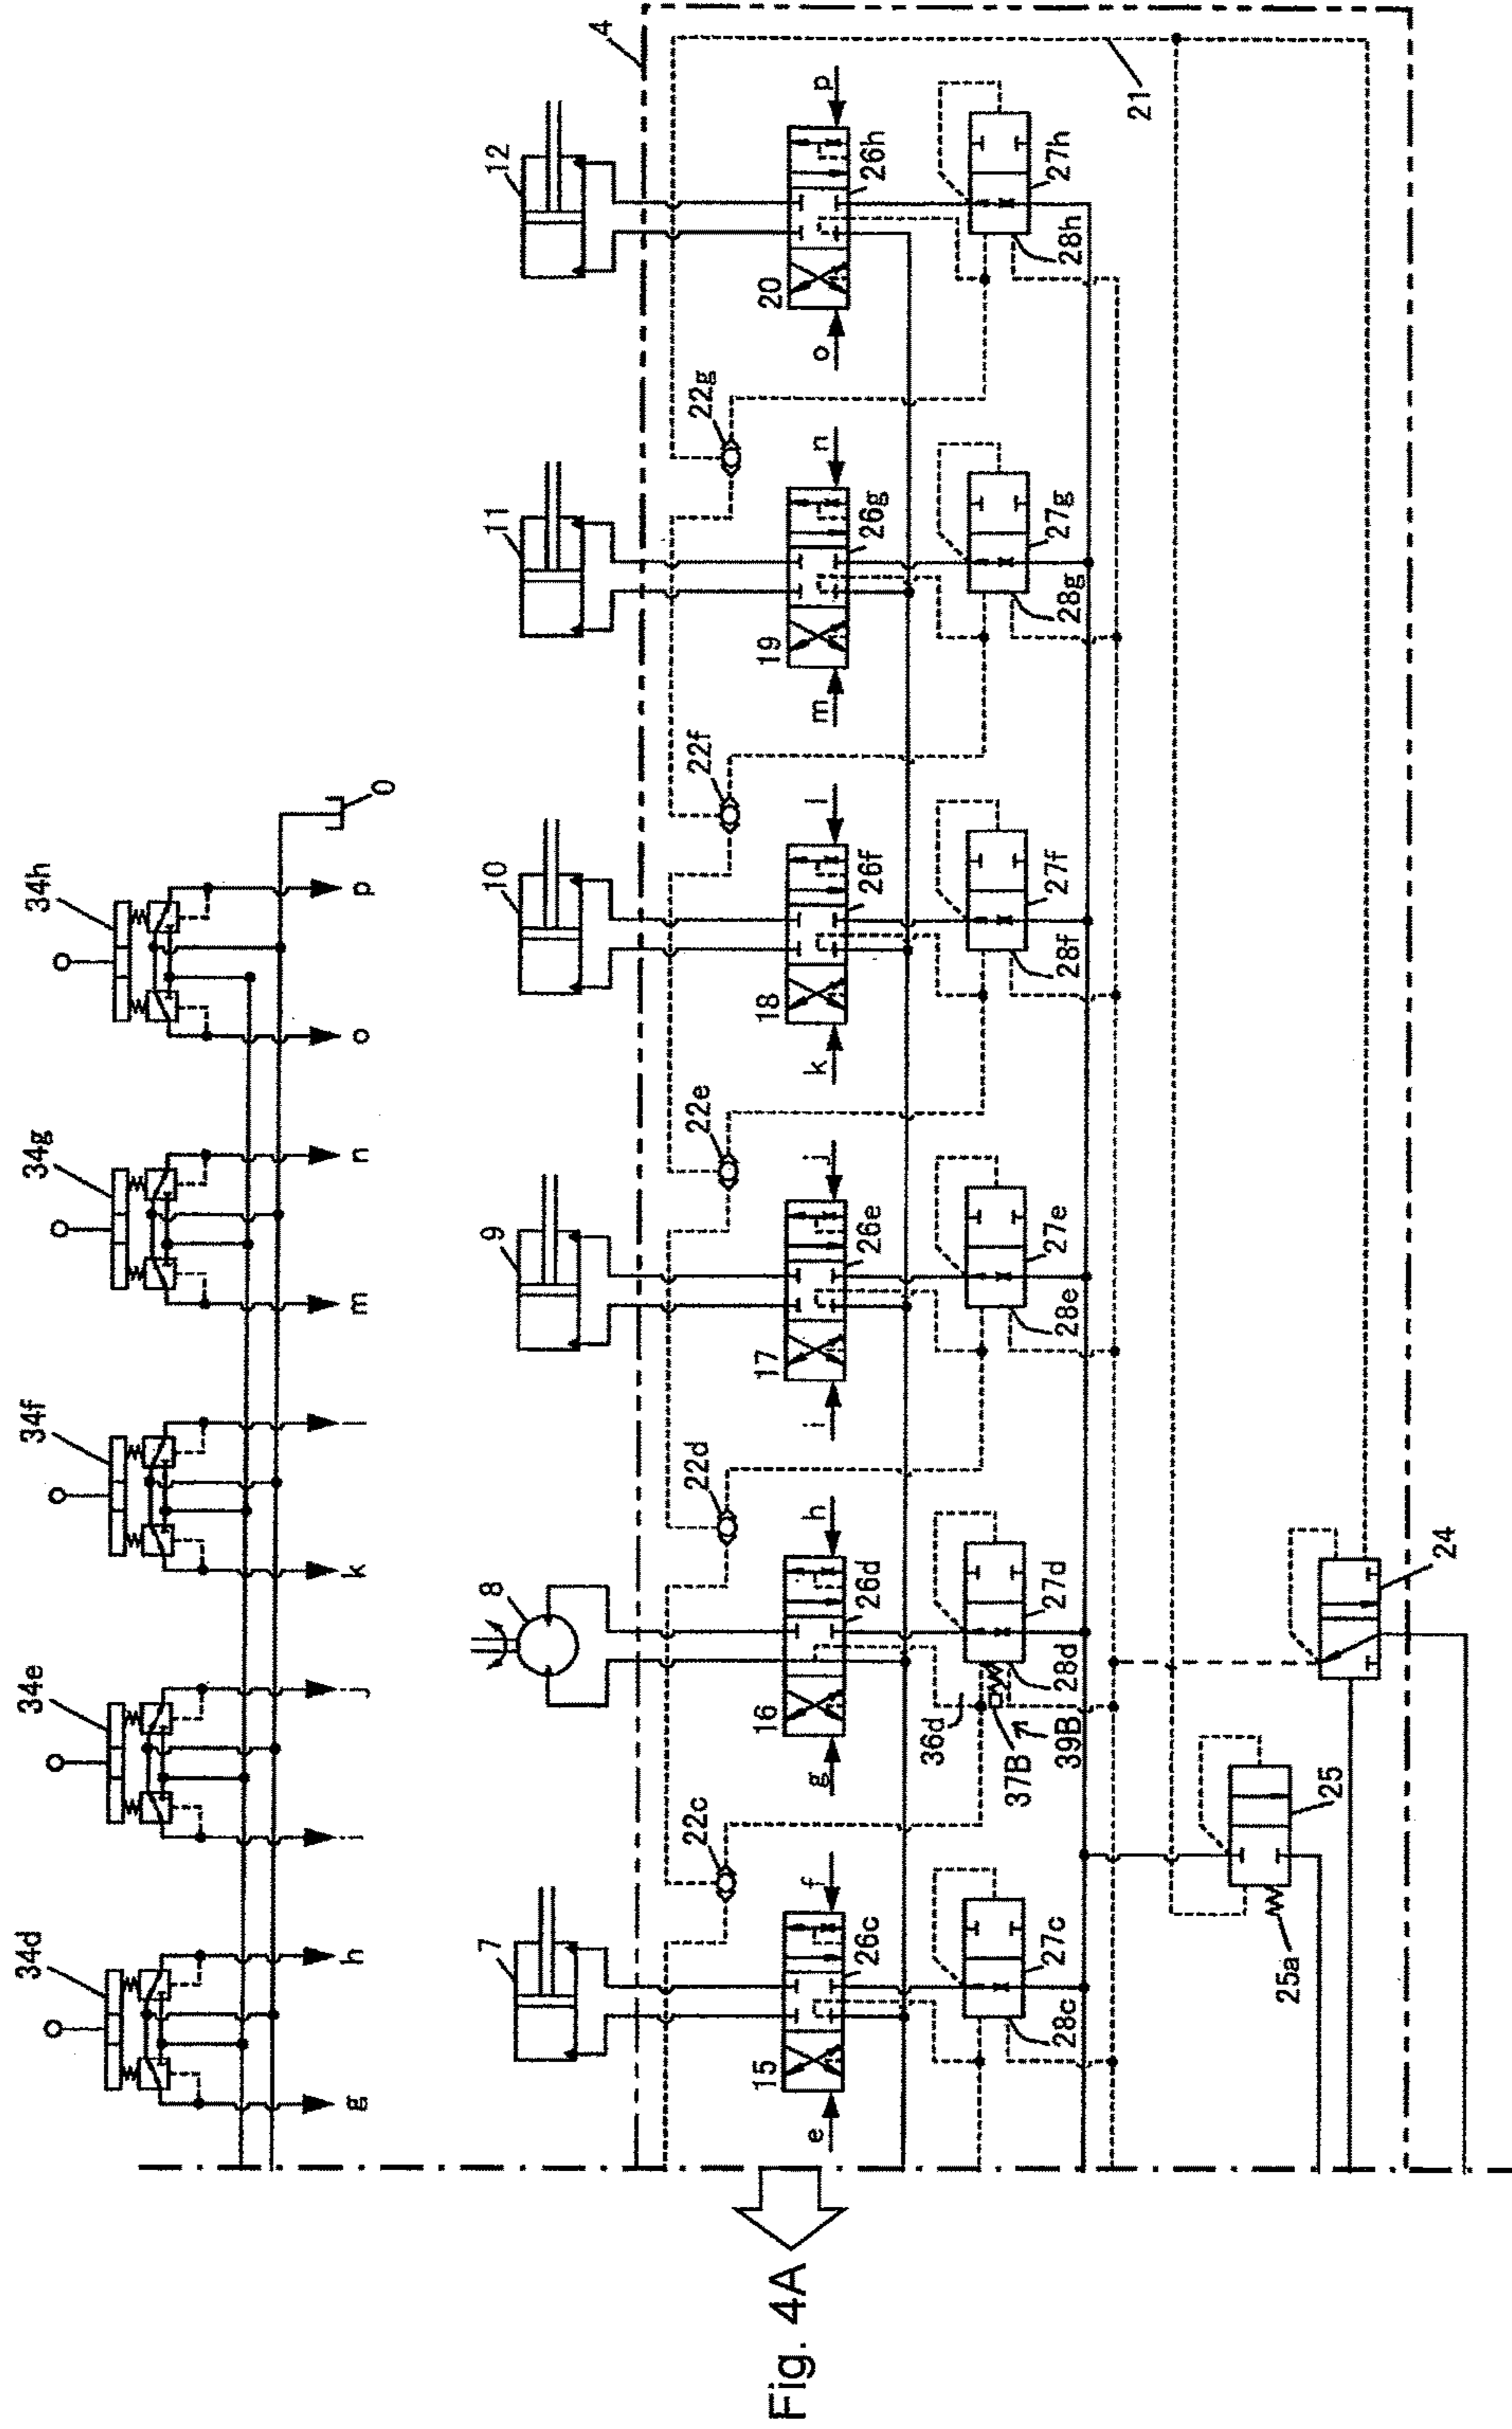 34d
34e
34f
34g
34h
g
h
i
j
k
l
m
n
o
p
0
7
8
9
10
11
12
4
22c
22d
22e
22f
22g
15
16
17
18
19
20
e
f
g
h
i
j
k
l
m
n
o
p
26c
26d
26e
26f
26g
26h
36d
37B
39B
28c
27c
28d
27d
28e
27e
28f
27f
28g
27g
28h
27h
21
25a
25
24
Fig. 4A